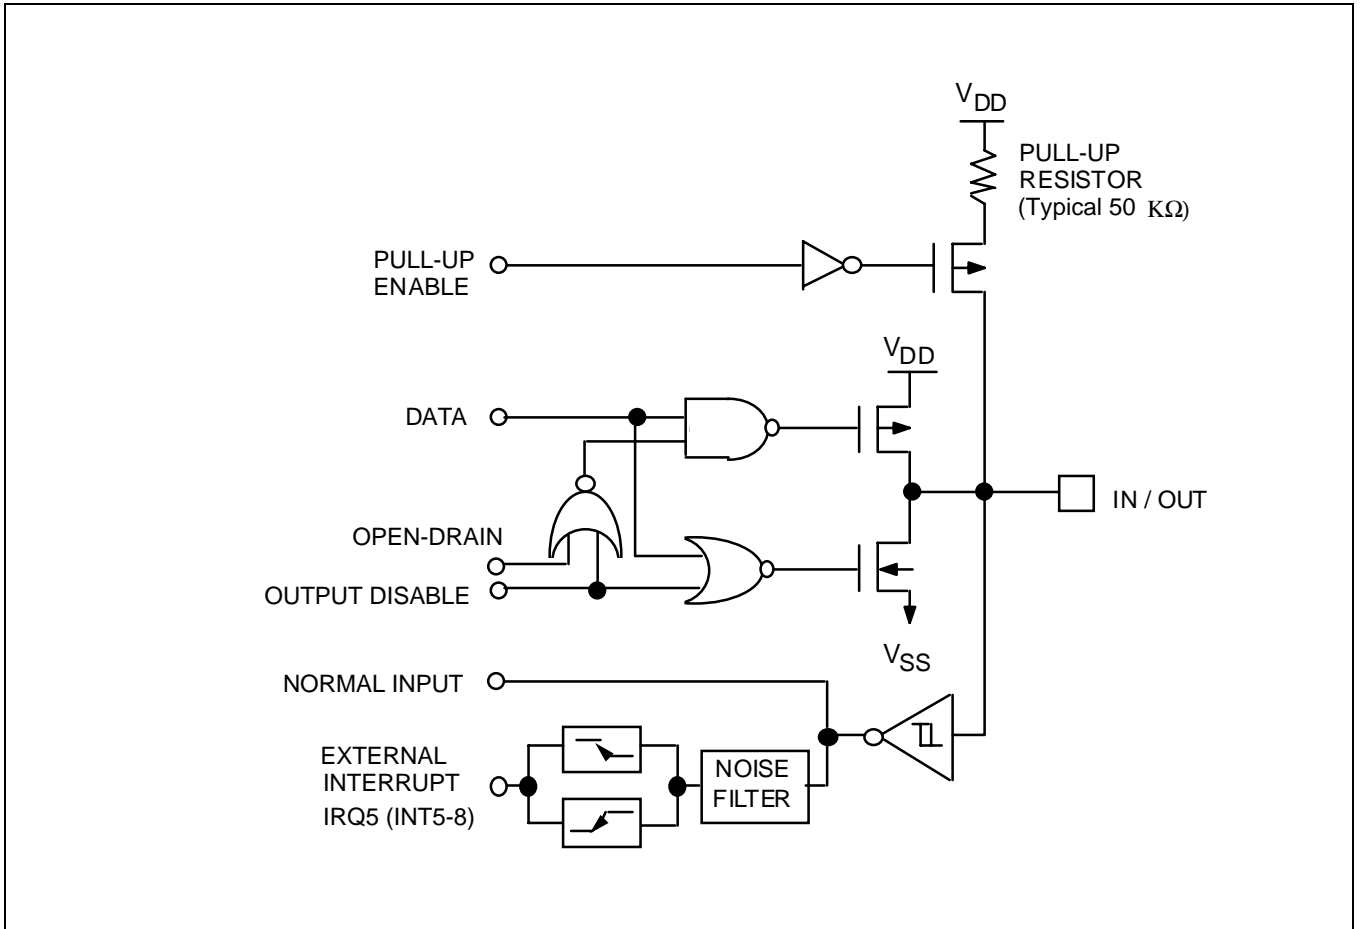 VDD
PULL-UP
RESISTOR
(Typical 50 KΩ)
PULL-UP
ENABLE
VDD
DATA
IN / OUT
OPEN-DRAIN
OUTPUT DISABLE
VSS
NORMAL INPUT
EXTERNAL
INTERRUPT
IRQ5 (INT5-8)
NOISE
FILTER